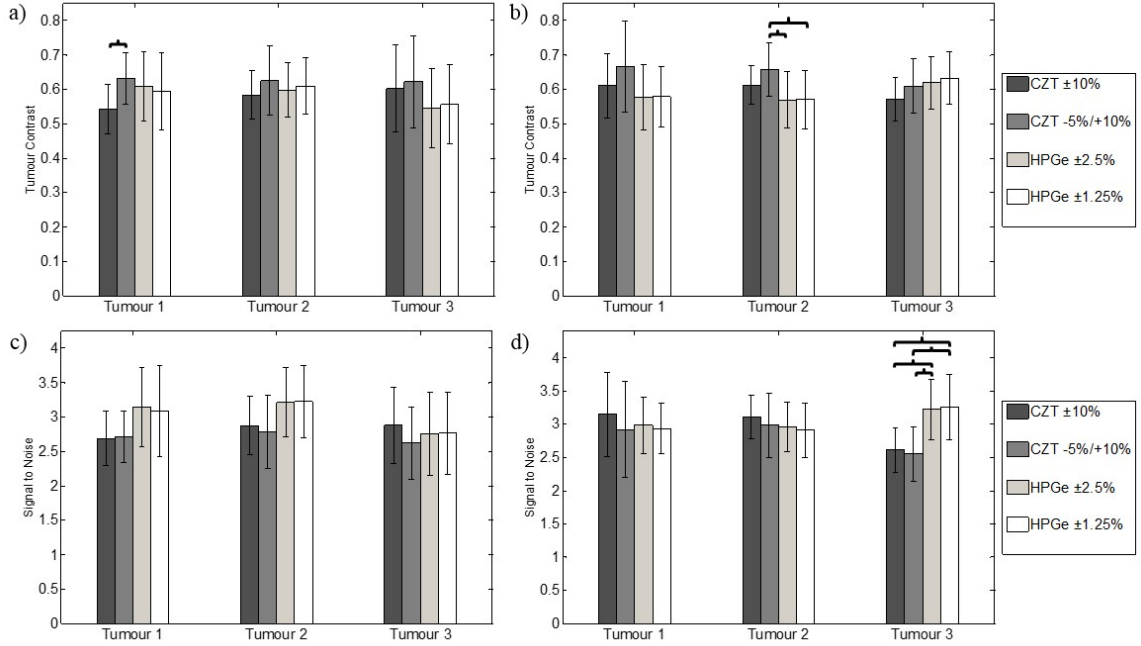 a)
Tumour Contrast
0.8
0.7
0.6
0.5
0.4
0.3
0.2
0.1
0
Tumour 1
Tumour 2
Tumour 3
b)
Tumour Contrast
0.8
0.7
0.6
0.5
0.4
0.3
0.2
0.1
0
Tumour 1
Tumour 2
Tumour 3
CZT ±10%
CZT -5%/+10%
HPGe ±2.5%
HPGe ±1.25%
c)
Signal to Noise
4
3.5
3
2.5
2
1.5
1
0.5
0
Tumour 1
Tumour 2
Tumour 3
d)
Signal to Noise
4
3.5
3
2.5
2
1.5
1
0.5
0
Tumour 1
Tumour 2
Tumour 3
CZT ±10%
CZT -5%/+10%
HPGe ±2.5%
HPGe ±1.25%